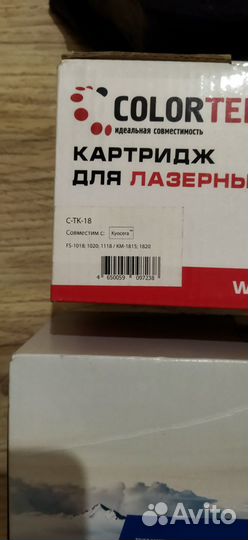 COLORTE
идеальная совместимость
КАРТРИДЖ
ДЛЯ ЛАЗЕРНЫ
C-TK-18
Совместим с: Kyocera™
FS-1018; 1020; 1118 / KM-1815; 1820
4 650059 097238
W
Avito